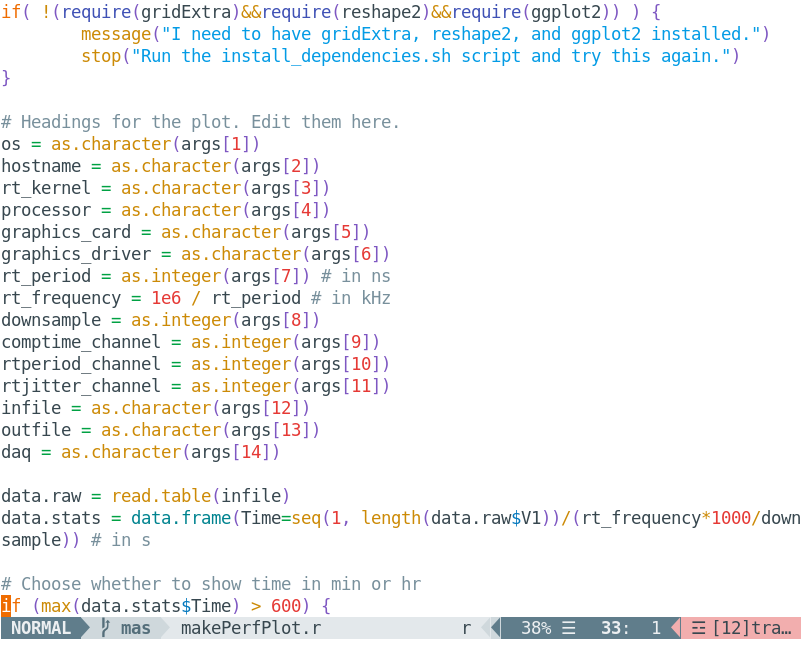 if( !(require(gridExtra)&&require(reshape2)&&require(ggplot2)) ) {
        message("I need to have gridExtra, reshape2, and ggplot2 installed.")
        stop("Run the install_dependencies.sh script and try this again.")
}

# Headings for the plot. Edit them here.
os = as.character(args[1])
hostname = as.character(args[2])
rt_kernel = as.character(args[3])
processor = as.character(args[4])
graphics_card = as.character(args[5])
graphics_driver = as.character(args[6])
rt_period = as.integer(args[7]) # in ns
rt_frequency = 1e6 / rt_period # in kHz
downsample = as.integer(args[8])
comptime_channel = as.integer(args[9])
rtperiod_channel = as.integer(args[10])
rtjitter_channel = as.integer(args[11])
infile = as.character(args[12])
outfile = as.character(args[13])
daq = as.character(args[14])

data.raw = read.table(infile)
data.stats = data.frame(Time=seq(1, length(data.raw$V1))/(rt_frequency*1000/down
sample)) # in s

# Choose whether to show time in min or hr
if (max(data.stats$Time) > 600) {
NORMAL mas makePerfPlot.r r 38% ☰ 33: 1 ☲ [12]tra…